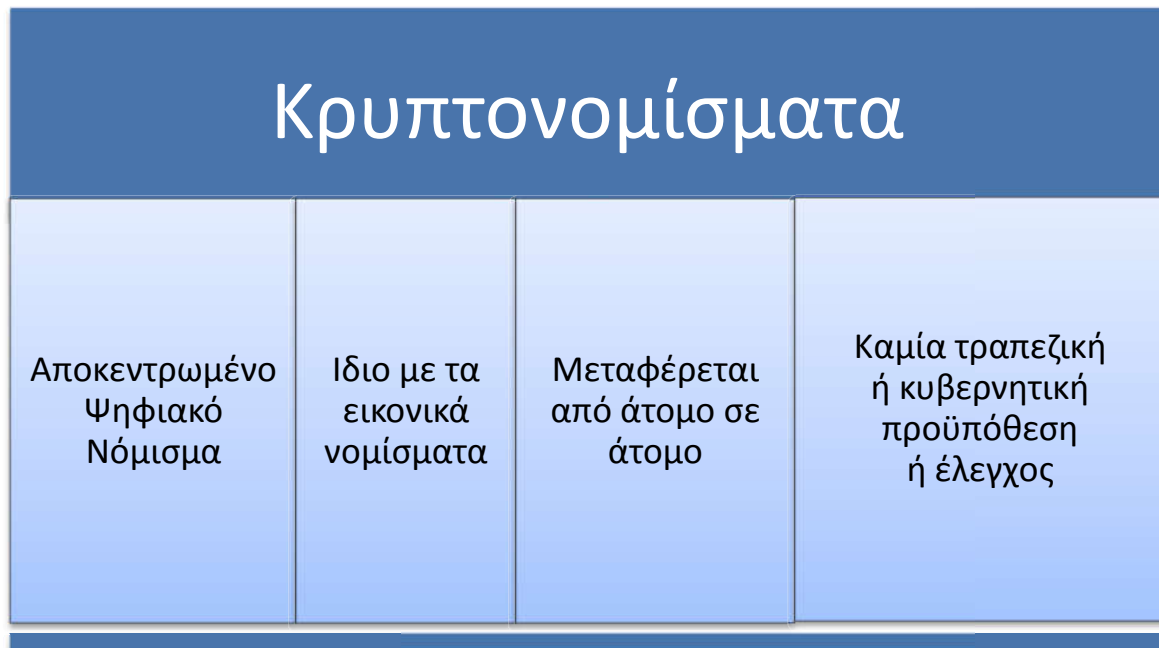 Κρυπτονομίσματα
Αποκεντρωμένο
Ψηφιακό
Νόμισμα
Ιδιο με τα
εικονικά
νομίσματα
Μεταφέρεται
από άτομο σε
άτομο
Καμία τραπεζική
ή κυβερνητική
προϋπόθεση
ή έλεγχος